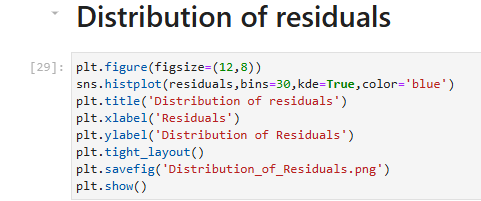 Distribution of residuals
[29]:
plt.figure(figsize=(12,8))
sns.histplot(residuals,bins=30,kde=True,color='blue')
plt.title('Distribution of residuals')
plt.xlabel('Residuals')
plt.ylabel('Distribution of Residuals')
plt.tight_layout()
plt.savefig('Distribution_of_Residuals.png')
plt.show()